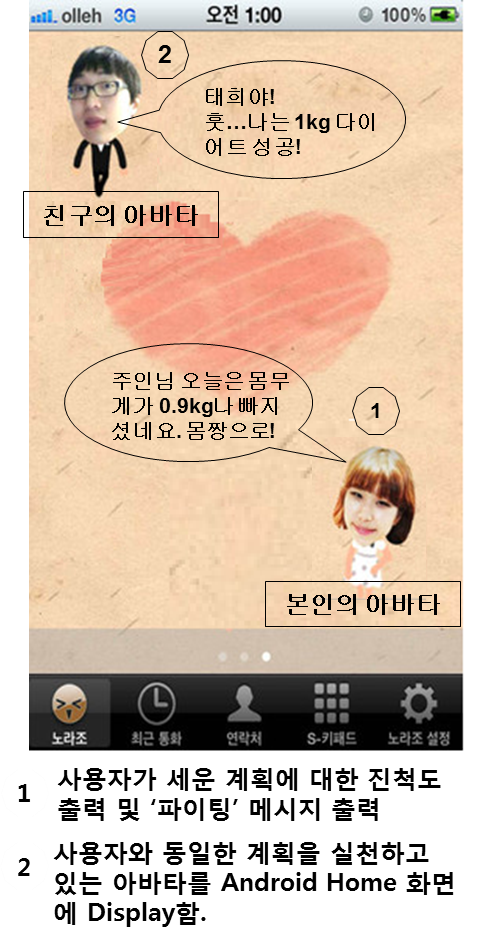 olleh 3G 오전 1:00 100%
2
태희야!
훗...나는 1kg 다이
어트 성공!
친구의 아바타
주인님 오늘은 몸무
게가 0.9kg나 빠지
셨네요. 몸짱으로!
1
본인의 아바타
노라조 최근 통화 연락처 S-키패드 노라조 설정
1 사용자가 세운 계획에 대한 진척도
출력 및 ‘파이팅’ 메시지 출력
2 사용자와 동일한 계획을 실천하고
있는 아바타를 Android Home 화면
에 Display함.